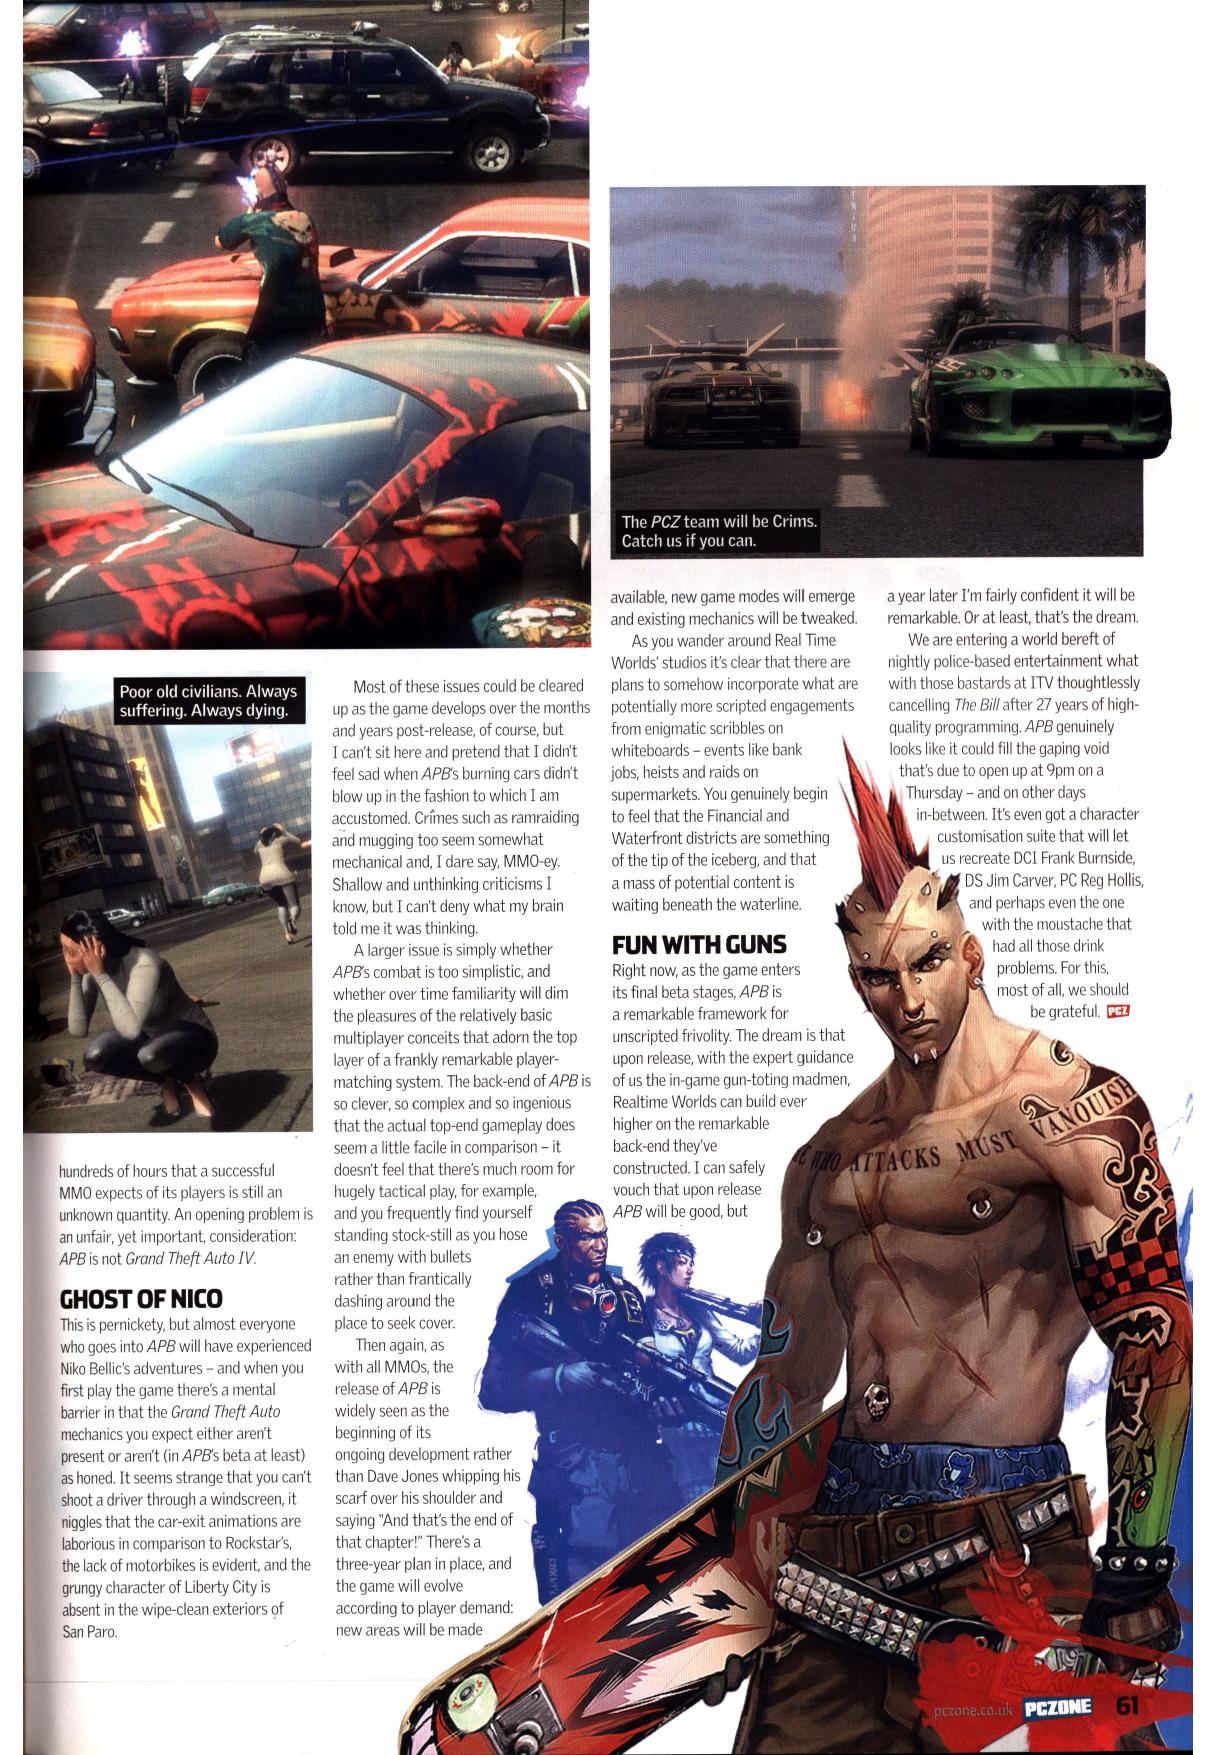 The PCZ team will be Crims.
Catch us if you can.
Poor old civilians. Always
suffering. Always dying.
hundreds of hours that a successful
MMO expects of its players is still an
unknown quantity. An opening problem is
an unfair, yet important, consideration:
APB is not Grand Theft Auto IV.
GHOST OF NICO
This is pernickety, but almost everyone
who goes into APB will have experienced
Niko Bellic's adventures – and when you
first play the game there's a mental
barrier in that the Grand Theft Auto
mechanics you expect either aren't
present or aren't (in APB's beta at least)
as honed. It seems strange that you can't
shoot a driver through a windscreen, it
niggles that the car-exit animations are
laborious in comparison to Rockstar's,
the lack of motorbikes is evident, and the
grungy character of Liberty City is
absent in the wipe-clean exteriors of
San Paro.
Most of these issues could be cleared
up as the game develops over the months
and years post-release, of course, but
I can't sit here and pretend that I didn't
feel sad when APB's burning cars didn't
blow up in the fashion to which I am
accustomed. Crimes such as ramraiding
and mugging too seem somewhat
mechanical and, I dare say, MMO-ey.
Shallow and unthinking criticisms I
know, but I can't deny what my brain
told me it was thinking.
A larger issue is simply whether
APB's combat is too simplistic, and
whether over time familiarity will dim
the pleasures of the relatively basic
multiplayer conceits that adorn the top
layer of a frankly remarkable player-
matching system. The back-end of APB is
so clever, so complex and so ingenious
that the actual top-end gameplay does
seem a little facile in comparison – it
doesn't feel that there's much room for
hugely tactical play, for example,
and you frequently find yourself
standing stock-still as you hose
an enemy with bullets
rather than frantically
dashing around the
place to seek cover.
Then again, as
with all MMOs, the
release of APB is
widely seen as the
beginning of its
ongoing development rather
than Dave Jones whipping his
scarf over his shoulder and
saying "And that's the end of
that chapter!" There's a
three-year plan in place, and
the game will evolve
according to player demand:
new areas will be made
available, new game modes will emerge
and existing mechanics will be tweaked.
As you wander around Real Time
Worlds' studios it's clear that there are
plans to somehow incorporate what are
potentially more scripted engagements
from enigmatic scribbles on
whiteboards – events like bank
jobs, heists and raids on
supermarkets. You genuinely begin
to feel that the Financial and
Waterfront districts are something
of the tip of the iceberg, and that
a mass of potential content is
waiting beneath the waterline.
FUN WITH GUNS
Right now, as the game enters
its final beta stages, APB is
a remarkable framework for
unscripted frivolity. The dream is that
upon release, with the expert guidance
of us the in-game gun-toting madmen,
Realtime Worlds can build ever
higher on the remarkable
back-end they've
constructed. I can safely
vouch that upon release
APB will be good, but
a year later I'm fairly confident it will be
remarkable. Or at least, that's the dream.
We are entering a world bereft of
nightly police-based entertainment what
with those bastards at ITV thoughtlessly
cancelling The Bill after 27 years of high-
quality programming. APB genuinely
looks like it could fill the gaping void
that's due to open up at 9pm on a
Thursday – and on other days
in-between. It's even got a character
customisation suite that will let
us recreate DCI Frank Burnside,
DS Jim Carver, PC Reg Hollis,
and perhaps even the one
with the moustache that
had all those drink
problems. For this,
most of all, we should
be grateful. PCZ
WHO ATTACKS MUST VANQUISH
pczone.co.uk PCZONE 61